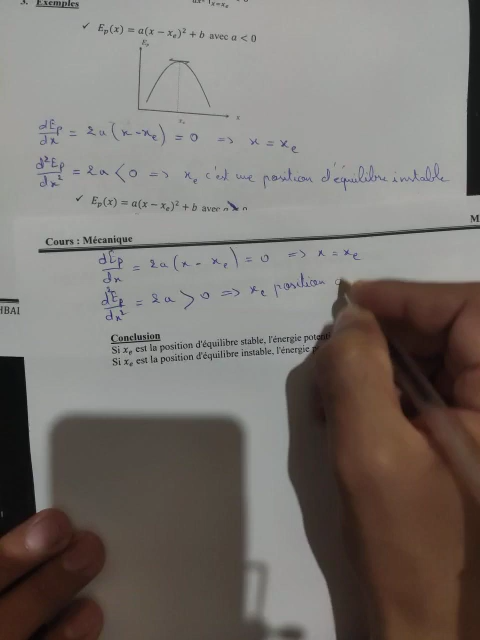 3. Exemples
✓ Eₚ(x) = a(x − xₑ)² + b avec a < 0
Eₚ
x
xₑ
dEp/dx = 2a(x - xe) = 0 => x = xe
d²Ep/dx² = 2a < 0 => xe c'est une position d'équilibre instable
✓ Eₚ(x) = a(x − xₑ)² + b avec
Cours : Mécanique
M
dEp/dx = 2a(x - xe) = 0 => x = xe
d²Ep/dx² = 2a > 0 => xe position
HBAI
Conclusion
Si xₑ est la position d'équilibre stable, l'énergie
Si xₑ est la position d'équilibre instable, l'énergie